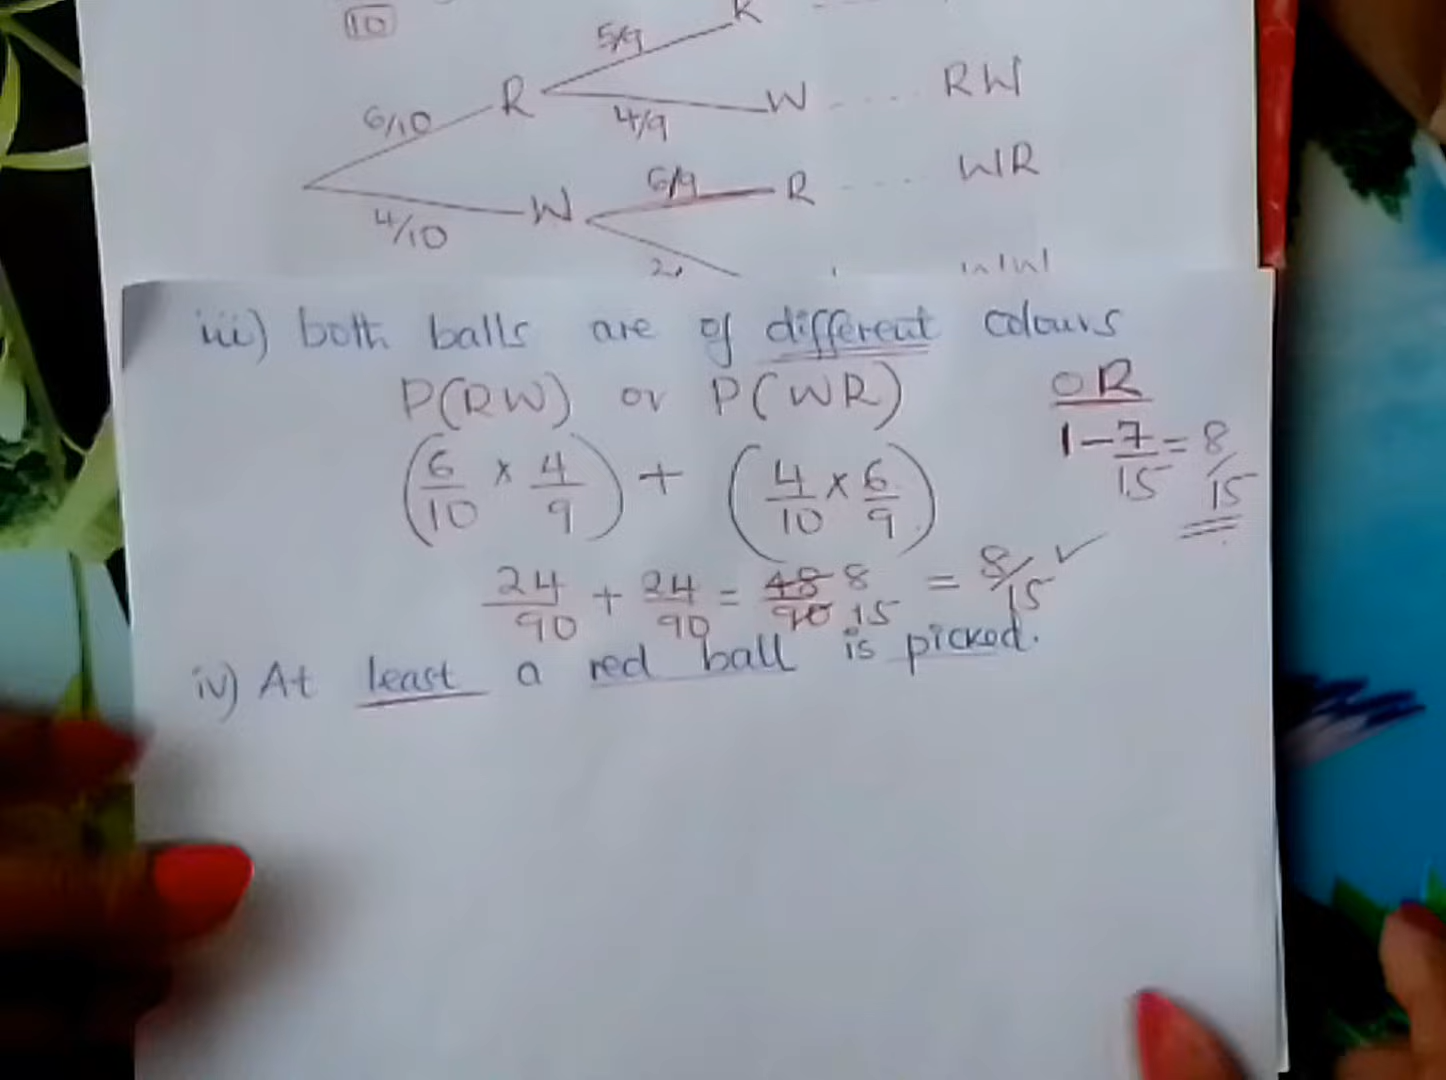 10
5/9 R
6/10 R 4/9 W .... RW
4/10 W 6/9 R .... WR
iii) both balls are of different colours
P(RW) or P(WR) OR
(6/10 × 4/9) + (4/10 × 6/9) 1 - 7/15 = 8/15
24/90 + 24/90 = 48/90 8/15 = 8/15 ✓
iv) At least a red ball is picked.